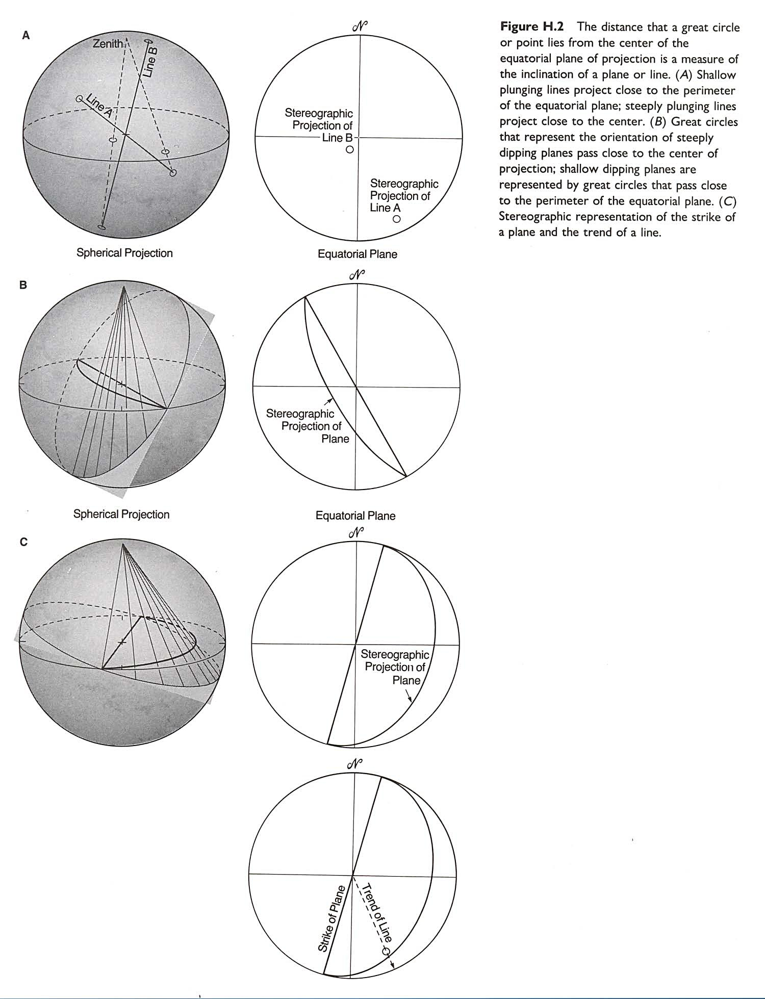 A
Zenith
Line B
Line A
Spherical Projection
N
Stereographic
Projection of
Line B
Stereographic
Projection of
Line A
Equatorial Plane
Figure H.2 The distance that a great circle
or point lies from the center of the
equatorial plane of projection is a measure of
the inclination of a plane or line. (A) Shallow
plunging lines project close to the perimeter
of the equatorial plane; steeply plunging lines
project close to the center. (B) Great circles
that represent the orientation of steeply
dipping planes pass close to the center of
projection; shallow dipping planes are
represented by great circles that pass close
to the perimeter of the equatorial plane. (C)
Stereographic representation of the strike of
a plane and the trend of a line.
B
Spherical Projection
N
Stereographic
Projection of
Plane
Equatorial Plane
C
N
Stereographic
Projection of
Plane
N
Strike of Plane
Trend of Line